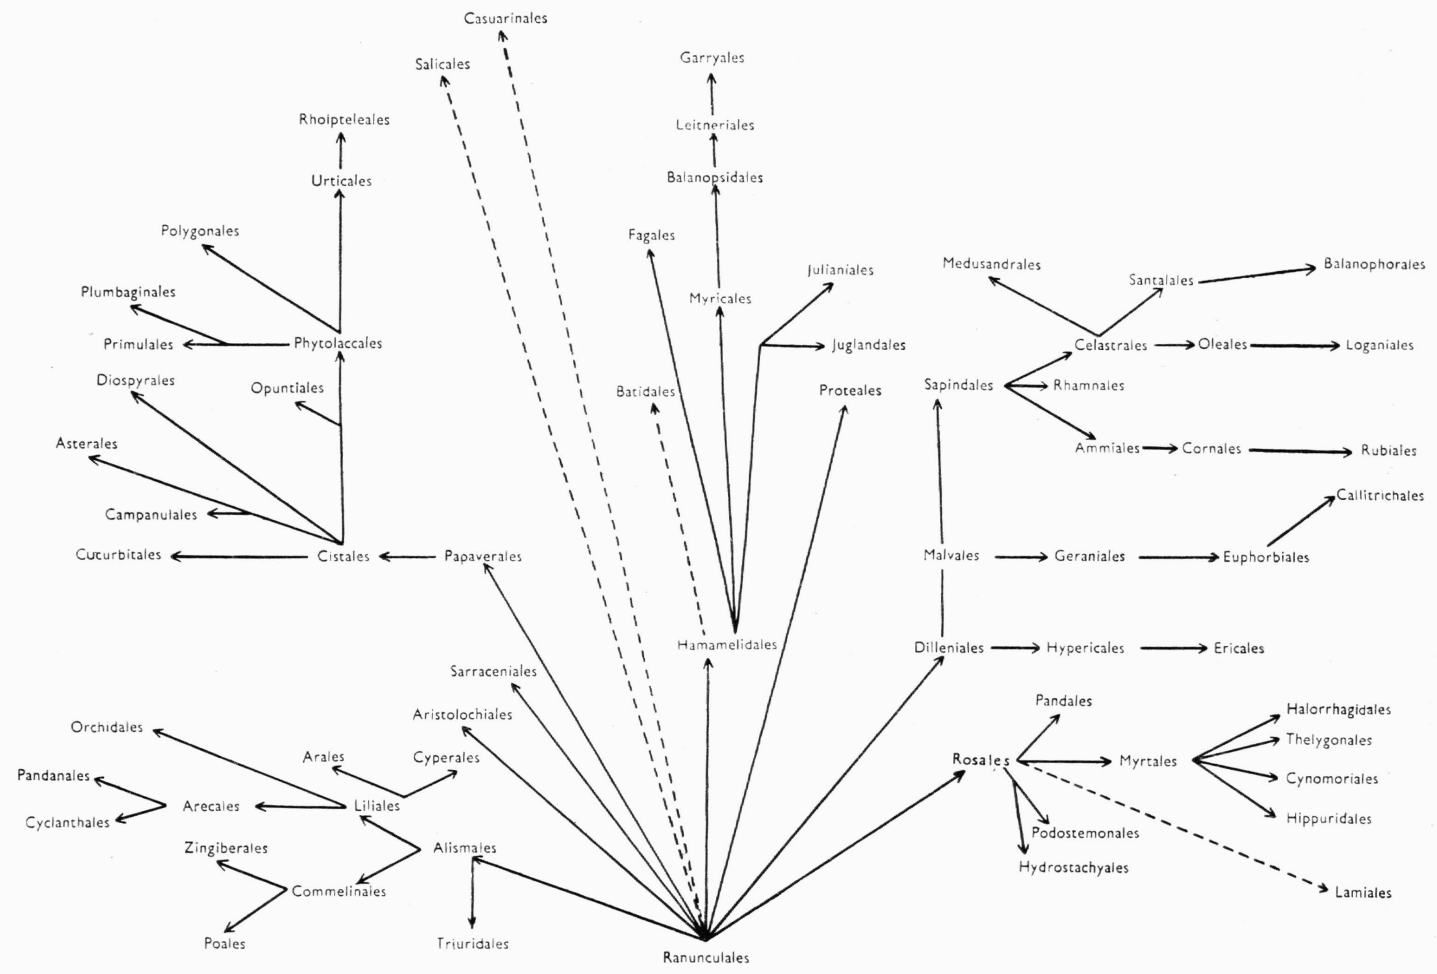 Casuarinales
Salicales
Garryales
Rhoipteleales
Leitneriales
Urticales
Balanopsidales
Polygonales
Fagales
Medusandrales
Santalales
Balanophorales
Julianiales
Plumbaginales
Myricales
Primulales
Phytolaccales
Juglandales
Celastrales
Oleales
Loganiales
Diospyrales
Opuntiales
Batidales
Proteales
Sapindales
Rhamnales
Asterales
Ammiales
Cornales
Rubiales
Callitrichales
Campanulales
Cucurbitales
Cistales
Papaverales
Malvales
Geraniales
Euphorbiales
Hamamelidales
Dilleniales
Hypericales
Ericales
Sarraceniales
Pandales
Halorrhagidales
Aristolochiales
Orchidales
Thelygonales
Arales
Cyperales
Rosales
Myrtales
Pandanales
Cynomoriales
Arecales
Liliales
Cyclanthales
Hippuridales
Podostemonales
Zingiberales
Alismales
Hydrostachyales
Commelinales
Lamiales
Poales
Triuridales
Ranunculales